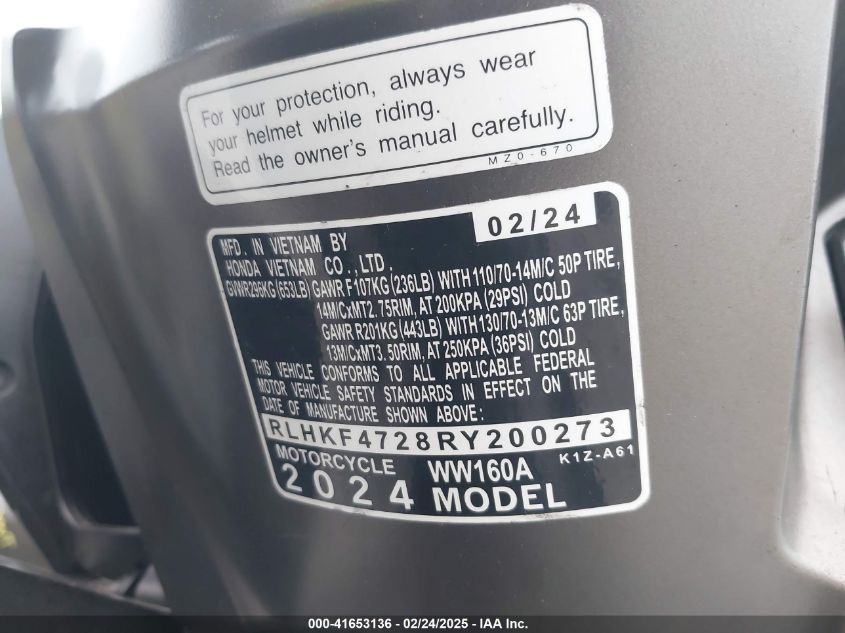 For your protection, always wear
your helmet while riding.
Read the owner's manual carefully.
MZ0-670
02/24
MFD. IN VIETNAM BY
HONDA VIETNAM CO.,LTD.
GVWR296KG(653LB) GAWR F107KG(236LB) WITH 110/70-14M/C 50P TIRE,
14M/CxMT2.75RIM, AT 200KPA (29PSI) COLD
GAWR R201KG(443LB) WITH 130/70-13M/C 63P TIRE,
13M/CxMT3.50RIM, AT 250KPA (36PSI) COLD
THIS VEHICLE CONFORMS TO ALL APPLICABLE FEDERAL
MOTOR VEHICLE SAFETY STANDARDS IN EFFECT ON THE
DATE OF MANUFACTURE SHOWN ABOVE:
RLHKF4728RY200273
MOTORCYCLE WW160A K1Z-A61
2024 MODEL
000-41653136 - 02/24/2025 - IAA Inc.